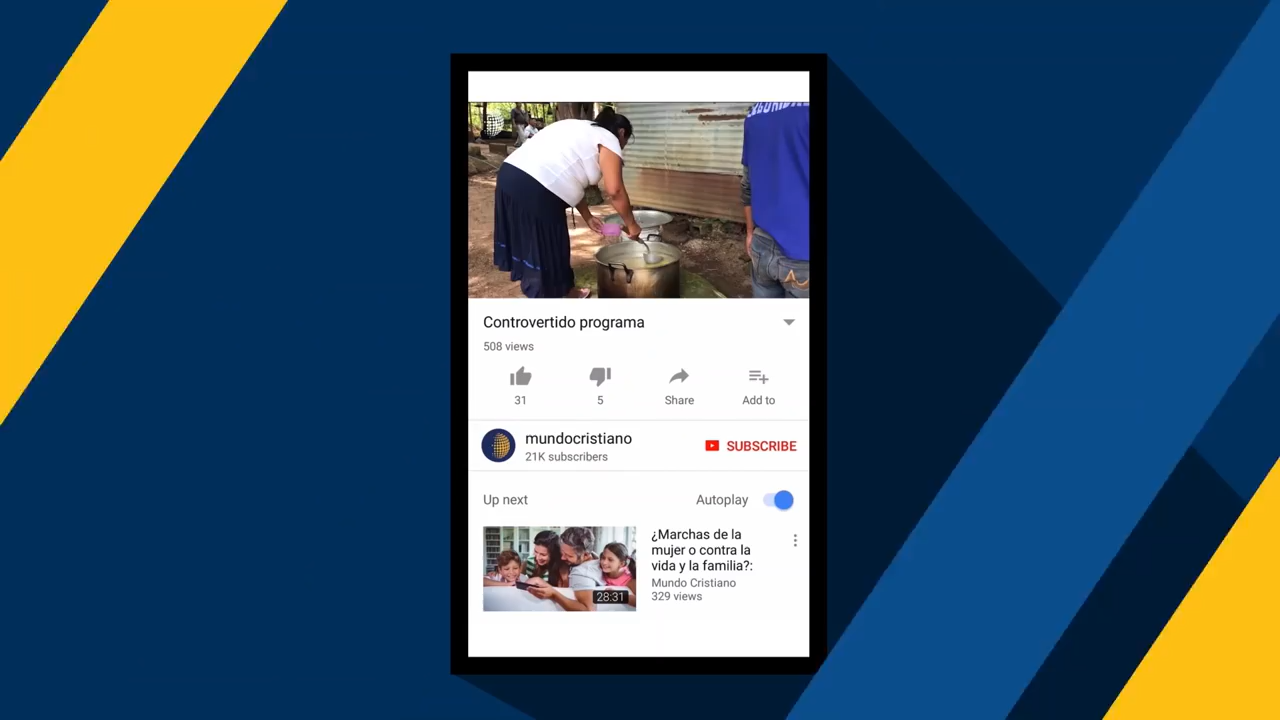 Controvertido programa
508 views
31
5
Share
Add to
mundocristiano
21K subscribers
SUBSCRIBE
Up next
Autoplay
¿Marchas de la
mujer o contra la
vida y la familia?:
Mundo Cristiano
329 views
28:31